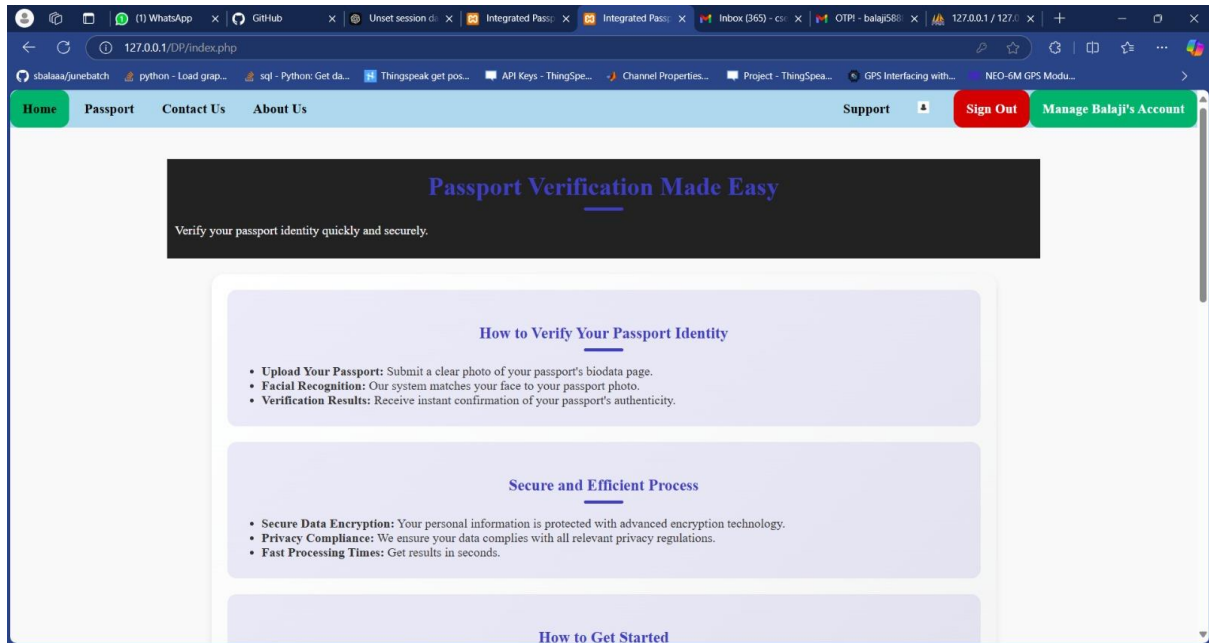 (1) WhatsApp
GitHub
Unset session da
Integrated Passp
Integrated Passp
Inbox (365) - csc
OTP! - balaji588
127.0.0.1 / 127.0
127.0.0.1/DP/index.php
sbalaaa/junebatch
python - Load grap...
sql - Python: Get da...
Thingspeak get pos...
API Keys - ThingSpe...
Channel Properties...
Project - ThingSpea...
GPS Interfacing with...
NEO-6M GPS Modu...
Home
Passport
Contact Us
About Us
Support
Sign Out
Manage Balaji's Account
Passport Verification Made Easy
Verify your passport identity quickly and securely.
How to Verify Your Passport Identity
• Upload Your Passport: Submit a clear photo of your passport's biodata page.
• Facial Recognition: Our system matches your face to your passport photo.
• Verification Results: Receive instant confirmation of your passport's authenticity.
Secure and Efficient Process
• Secure Data Encryption: Your personal information is protected with advanced encryption technology.
• Privacy Compliance: We ensure your data complies with all relevant privacy regulations.
• Fast Processing Times: Get results in seconds.
How to Get Started